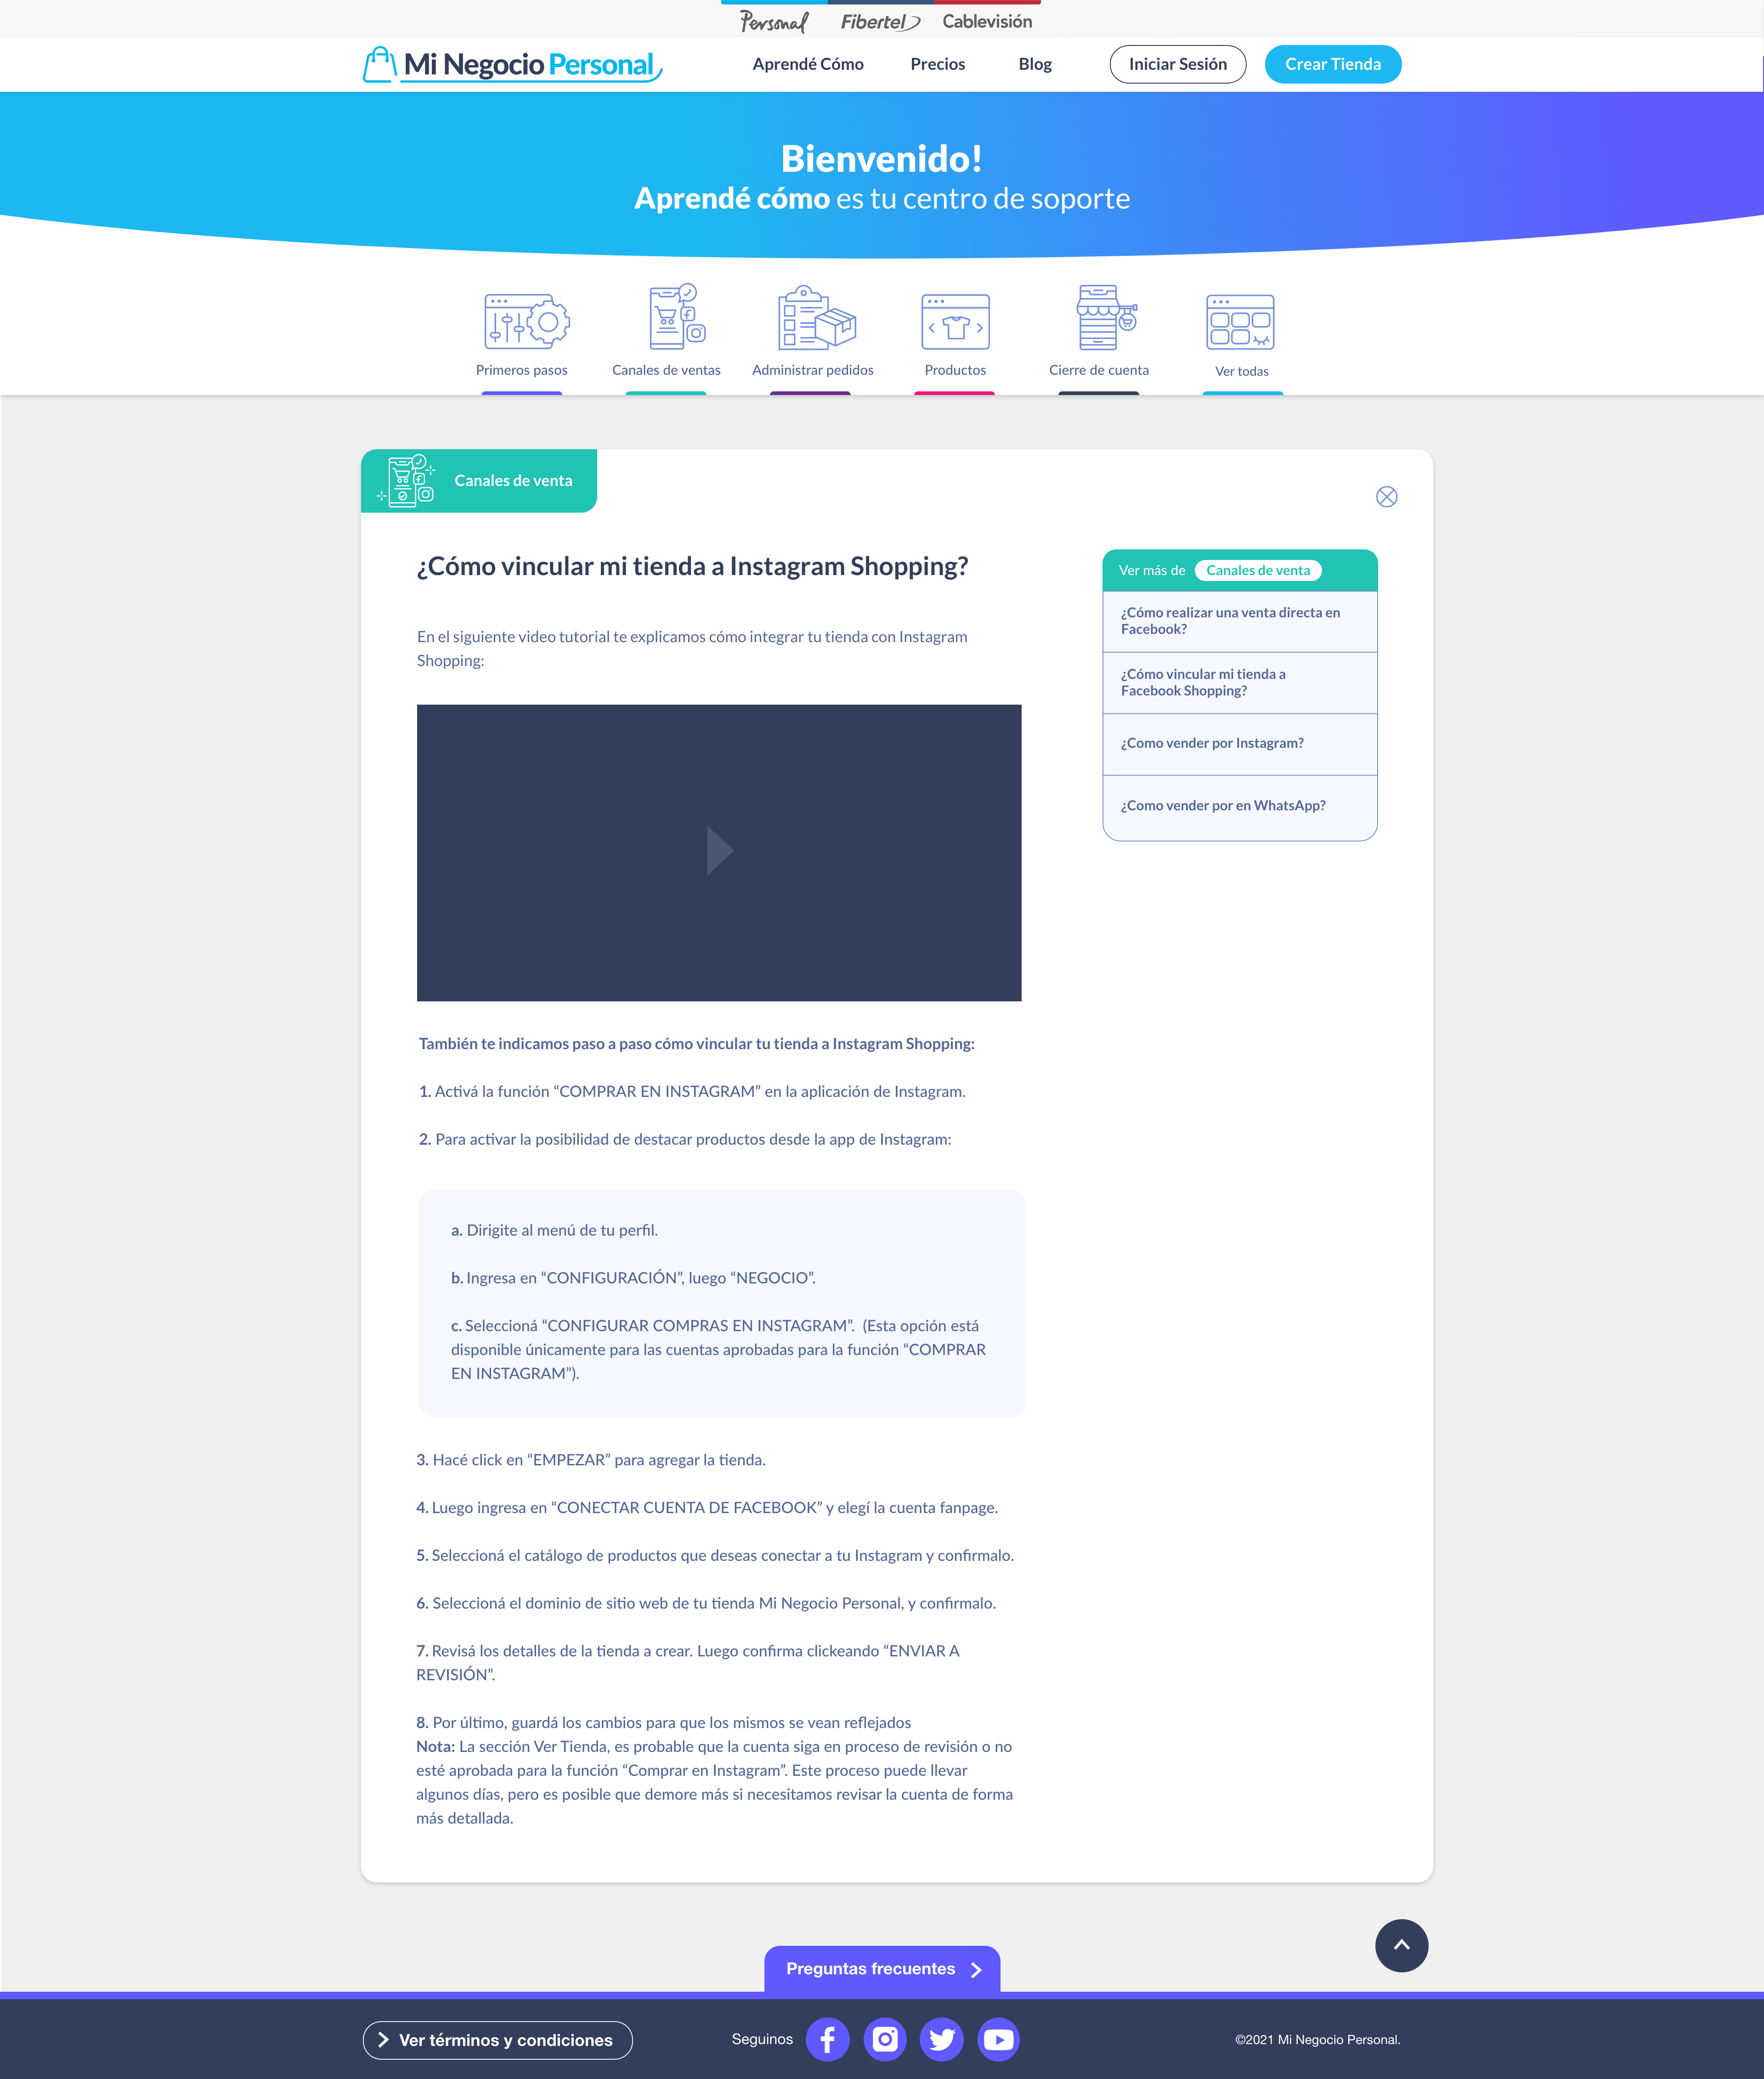 Personal Fibertel Cablevisión
Mi Negocio Personal
Aprendé Cómo Precios Blog Iniciar Sesión Crear Tienda
Bienvenido!
Aprendé cómo es tu centro de soporte
Primeros pasos Canales de ventas Administrar pedidos Productos Cierre de cuenta Ver todas
Canales de venta
¿Cómo vincular mi tienda a Instagram Shopping?
En el siguiente video tutorial te explicamos cómo integrar tu tienda con Instagram
Shopping:
También te indicamos paso a paso cómo vincular tu tienda a Instagram Shopping:
1. Activá la función “COMPRAR EN INSTAGRAM” en la aplicación de Instagram.
2. Para activar la posibilidad de destacar productos desde la app de Instagram:
a. Dirigite al menú de tu perfil.
b. Ingresa en “CONFIGURACIÓN”, luego “NEGOCIO”.
c. Seleccioná “CONFIGURAR COMPRAS EN INSTAGRAM”. (Esta opción está
disponible únicamente para las cuentas aprobadas para la función “COMPRAR
EN INSTAGRAM”).
3. Hacé click en “EMPEZAR” para agregar la tienda.
4. Luego ingresa en “CONECTAR CUENTA DE FACEBOOK” y elegí la cuenta fanpage.
5. Seleccioná el catálogo de productos que deseas conectar a tu Instagram y confirmalo.
6. Seleccioná el dominio de sitio web de tu tienda Mi Negocio Personal, y confirmalo.
7. Revisá los detalles de la tienda a crear. Luego confirma clickeando “ENVIAR A
REVISIÓN”.
8. Por último, guardá los cambios para que los mismos se vean reflejados
Nota: La sección Ver Tienda, es probable que la cuenta siga en proceso de revisión o no
esté aprobada para la función “Comprar en Instagram”. Este proceso puede llevar
algunos días, pero es posible que demore más si necesitamos revisar la cuenta de forma
más detallada.
Ver más de Canales de venta
¿Cómo realizar una venta directa en
Facebook?
¿Cómo vincular mi tienda a
Facebook Shopping?
¿Como vender por Instagram?
¿Como vender por en WhatsApp?
Preguntas frecuentes
Ver términos y condiciones
Seguinos
©2021 Mi Negocio Personal.